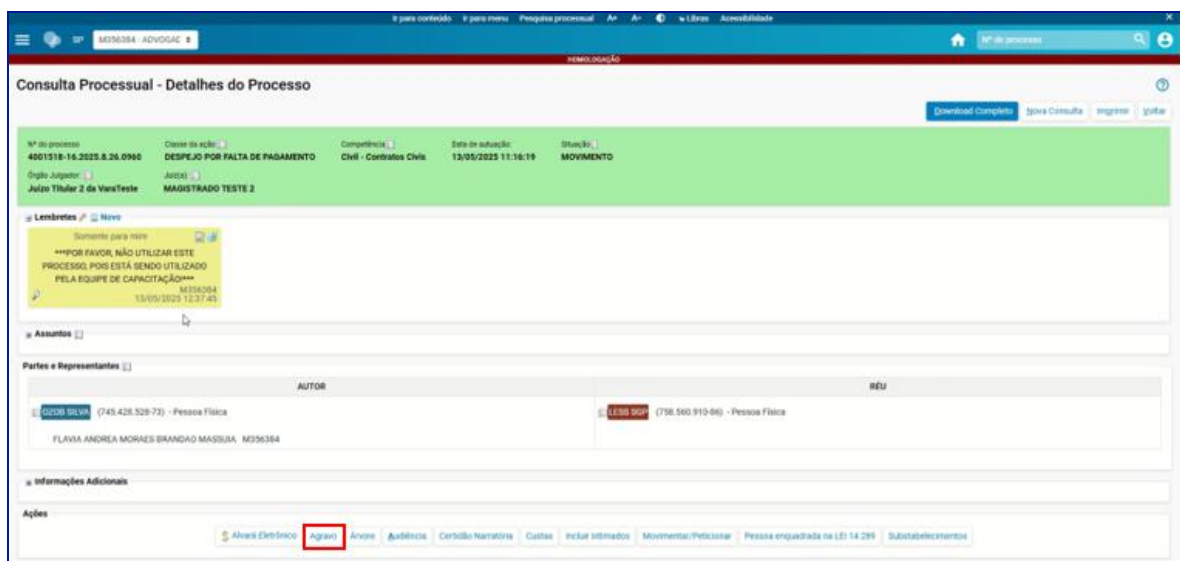 Ir para conteúdo Ir para menu Pesquisa processual A+ A- Libras Acessibilidade
SP M356384 - ADVOGAD Nº de processo
HOMOLOGAÇÃO
Consulta Processual - Detalhes do Processo
Download Completo Nova Consulta Imprimir Voltar
Nº do processo Classe da ação: Competência Data de autuação: Situação
4001518-16.2025.8.26.0960 DESPEJO POR FALTA DE PAGAMENTO Civil - Contratos Civis 13/05/2025 11:16:19 MOVIMENTO
Órgão Julgador: Juiz(a)
Juízo Titular 2 da VaraTeste MAGISTRADO TESTE 2
Lembretes Novo
Somente para mim
***POR FAVOR, NÃO UTILIZAR ESTE
PROCESSO, POIS ESTÁ SENDO UTILIZADO
PELA EQUIPE DE CAPACITAÇÃO!***
M356384
13/05/2025 12:37:45
Assuntos
Partes e Representantes
AUTOR RÉU
OZOB SILVA (745.428.528-73) - Pessoa Física LESS SGP (758.560.910-86) - Pessoa Física
FLAVIA ANDREA MORAES BRANDAO MASSUIA M356384
Informações Adicionais
Ações
$ Alvará Eletrônico Agravo Árvore Audiência Certidão Narratória Custas Incluir Intimados Movimentar/Peticionar Pessoa enquadrada na LEI 14.289 Substabelecimentos